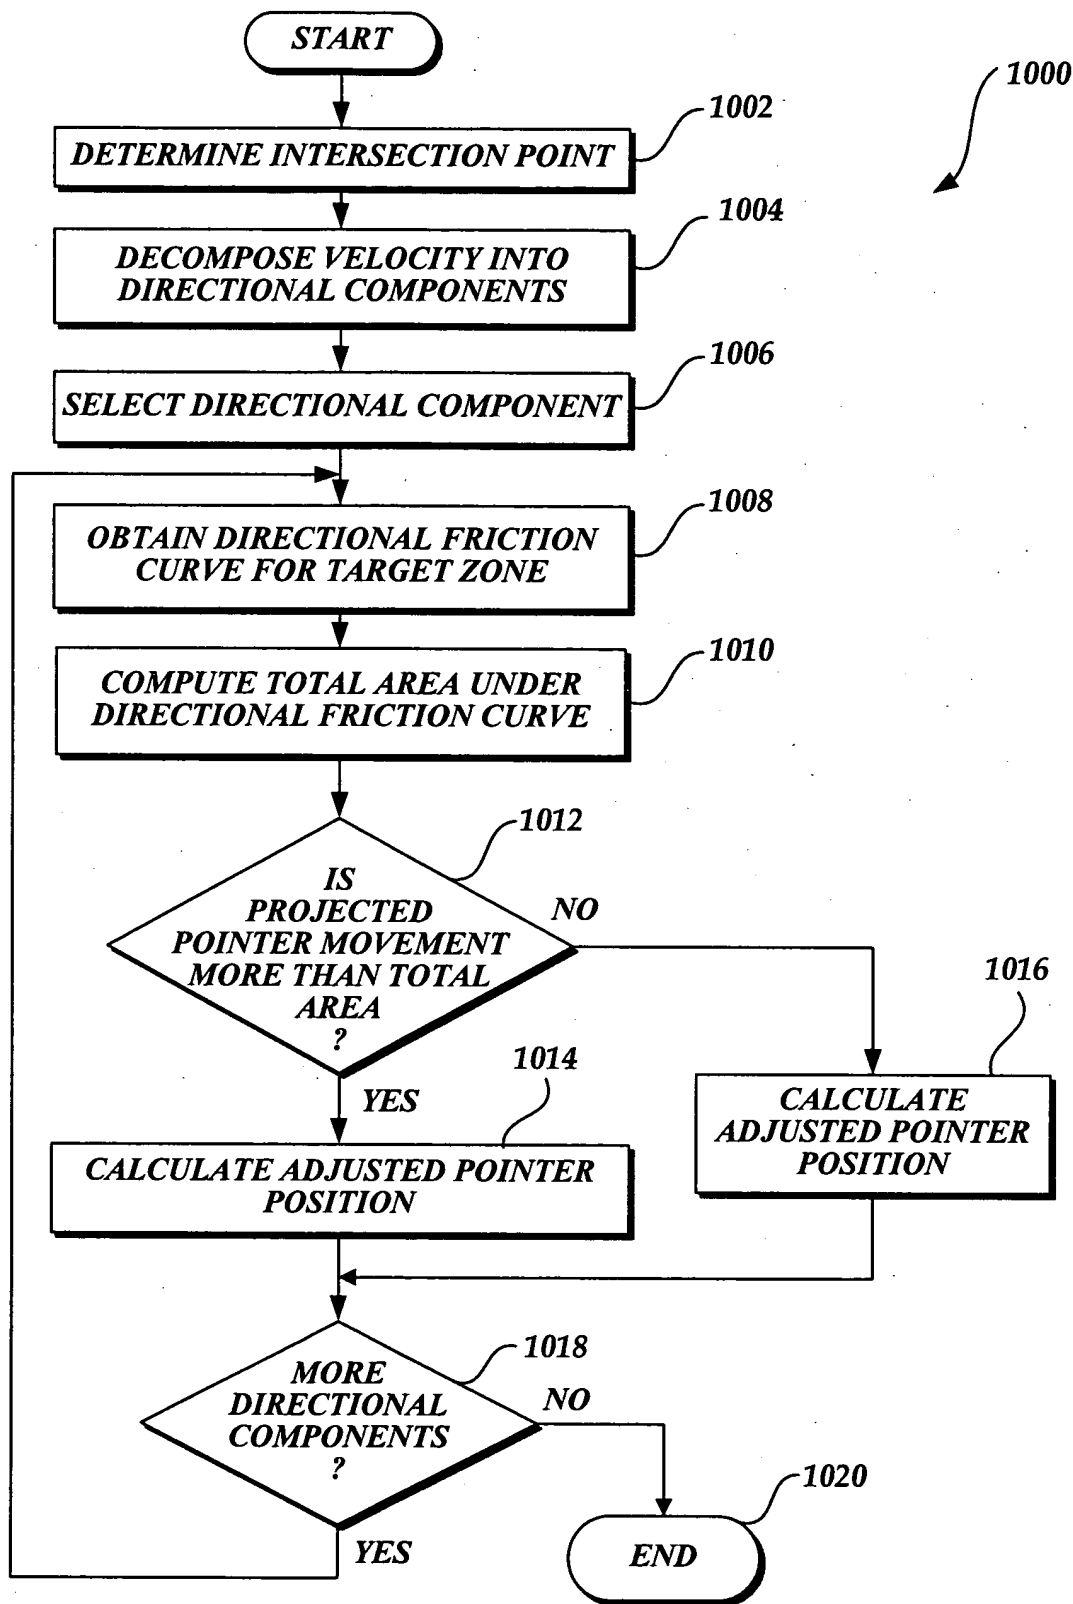 START
1000
1002
DETERMINE INTERSECTION POINT
1004
DECOMPOSE VELOCITY INTO
DIRECTIONAL COMPONENTS
1006
SELECT DIRECTIONAL COMPONENT
1008
OBTAIN DIRECTIONAL FRICTION
CURVE FOR TARGET ZONE
1010
COMPUTE TOTAL AREA UNDER
DIRECTIONAL FRICTION CURVE
1012
IS
PROJECTED
POINTER MOVEMENT
MORE THAN TOTAL
AREA
?
NO
YES
1014
CALCULATE ADJUSTED POINTER
POSITION
1016
CALCULATE
ADJUSTED POINTER
POSITION
1018
MORE
DIRECTIONAL
COMPONENTS
?
NO
YES
1020
END